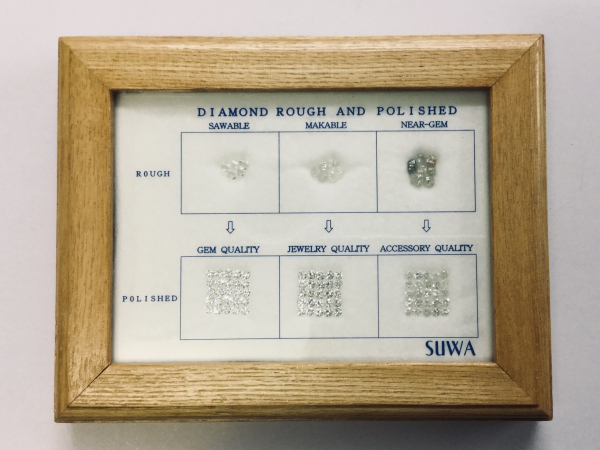 DIAMOND ROUGH AND POLISHED
SAWABLE MAKABLE NEAR-GEM
ROUGH
GEM QUALITY JEWELRY QUALITY ACCESSORY QUALITY
POLISHED
SUWA